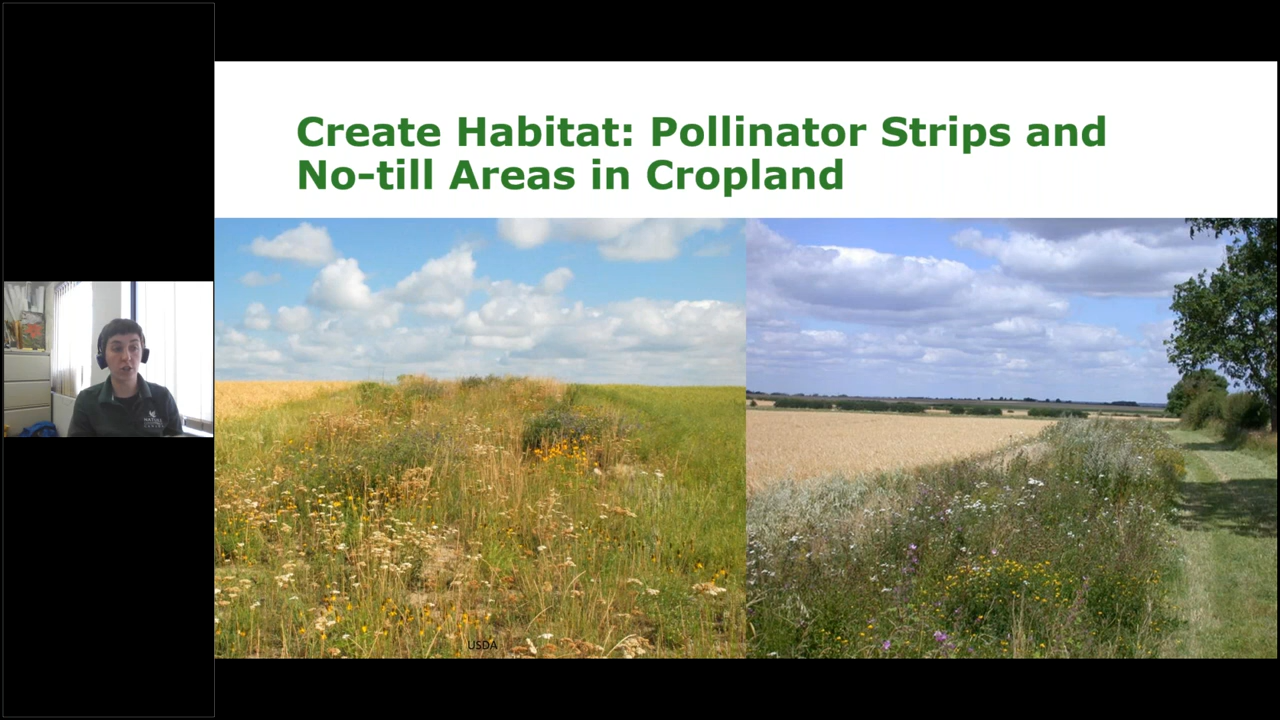 Create Habitat: Pollinator Strips and
No-till Areas in Cropland
USDA